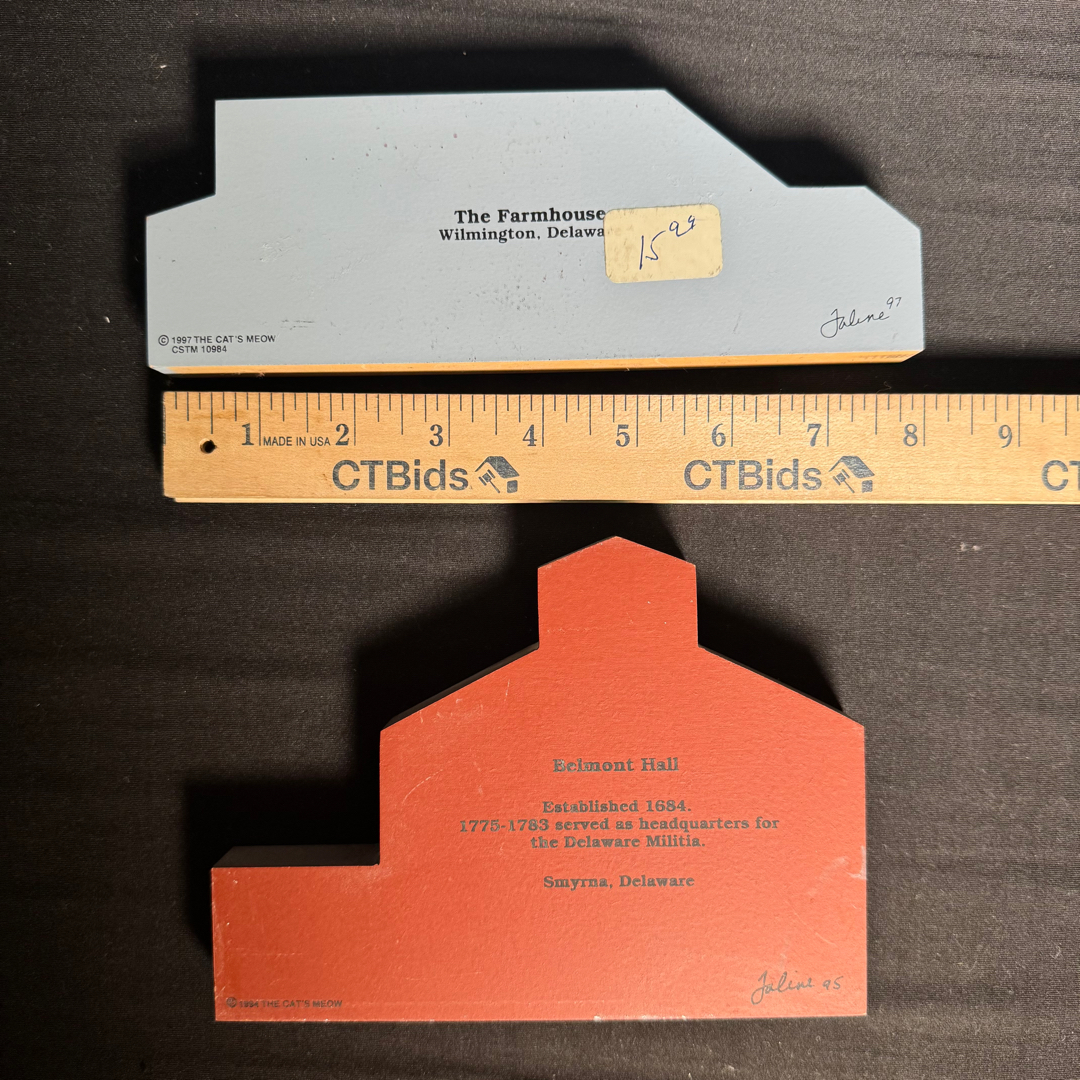 The Farmhouse
Wilmington, Delawa
15 99
© 1997 THE CAT'S MEOW
CSTM 10984
Faline 97
1 MADE IN USA 2 3 4 5 6 7 8 9
CTBids CTBids CT
Belmont Hall
Established 1684.
1775-1783 served as headquarters for
the Delaware Militia.
Smyrna, Delaware
Faline 95
© THE CAT'S MEOW